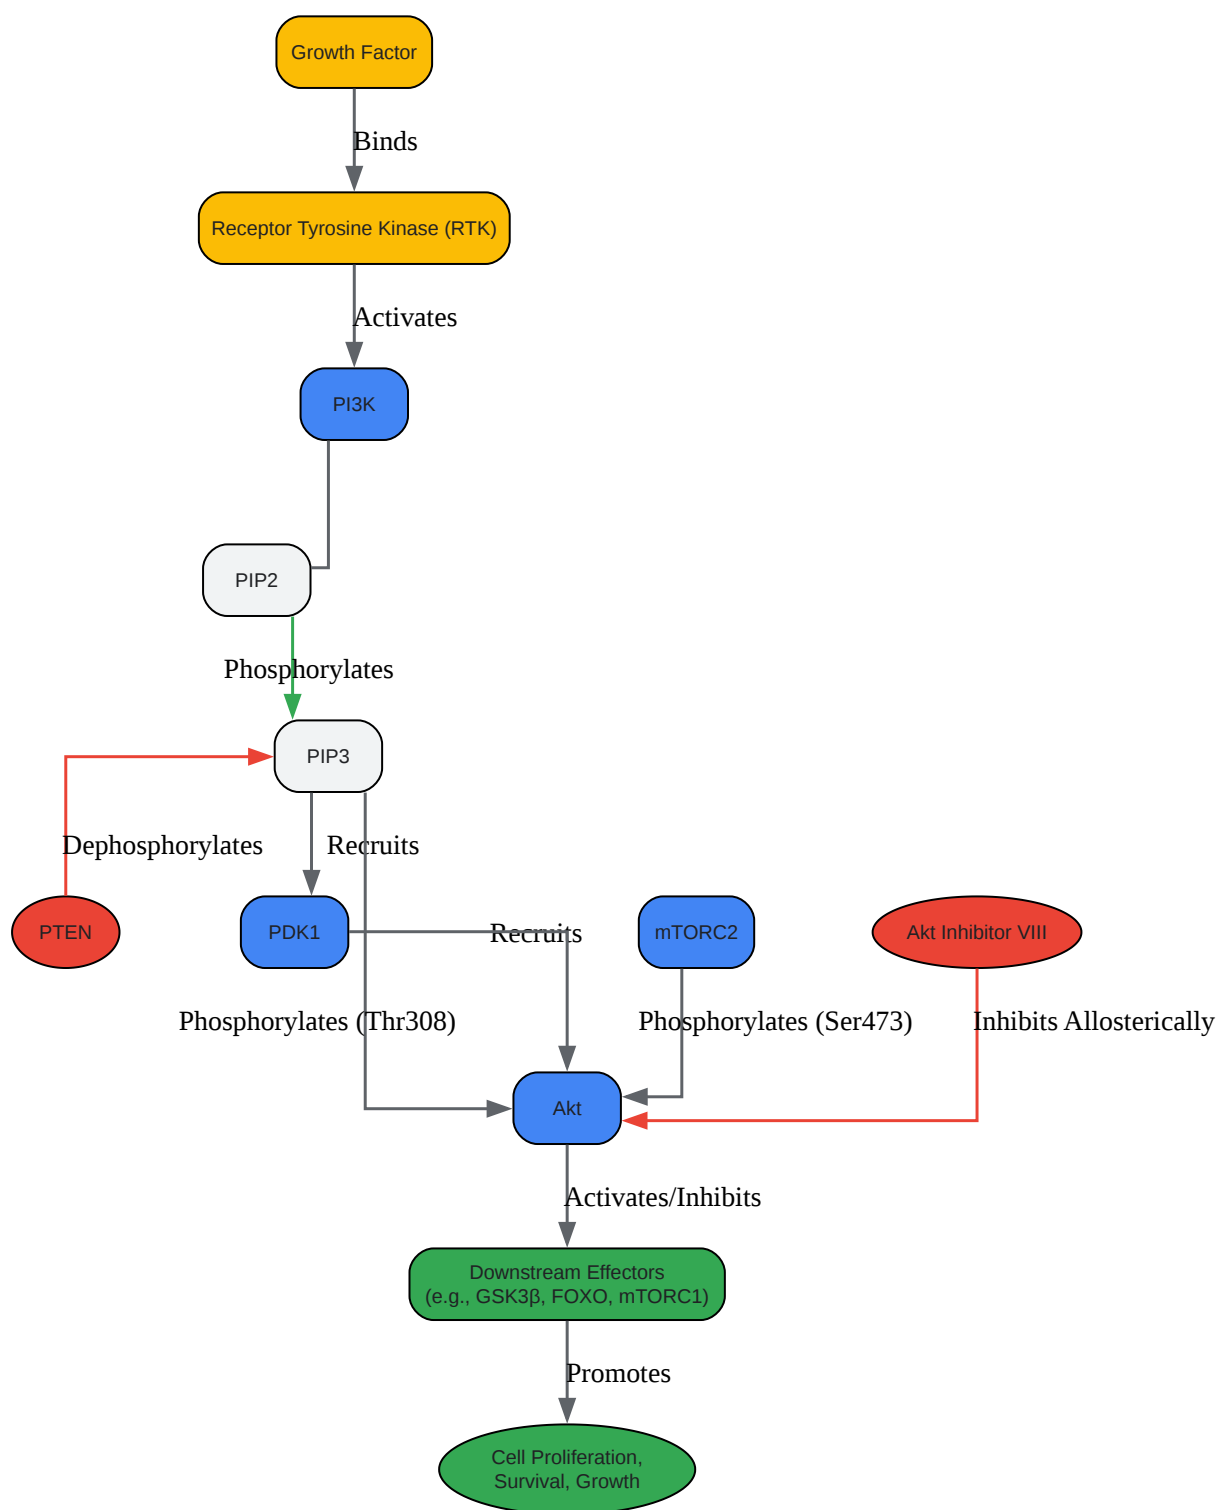 Growth Factor
Binds
Receptor Tyrosine Kinase (RTK)
Activates
PI3K
PIP2
Phosphorylates
PIP3
Dephosphorylates
Recruits
PTEN
PDK1
Recruits
mTORC2
Akt Inhibitor VIII
Phosphorylates (Thr308)
Phosphorylates (Ser473)
Inhibits Allosterically
Akt
Activates/Inhibits
Downstream Effectors
(e.g., GSK3β, FOXO, mTORC1)
Promotes
Cell Proliferation,
Survival, Growth